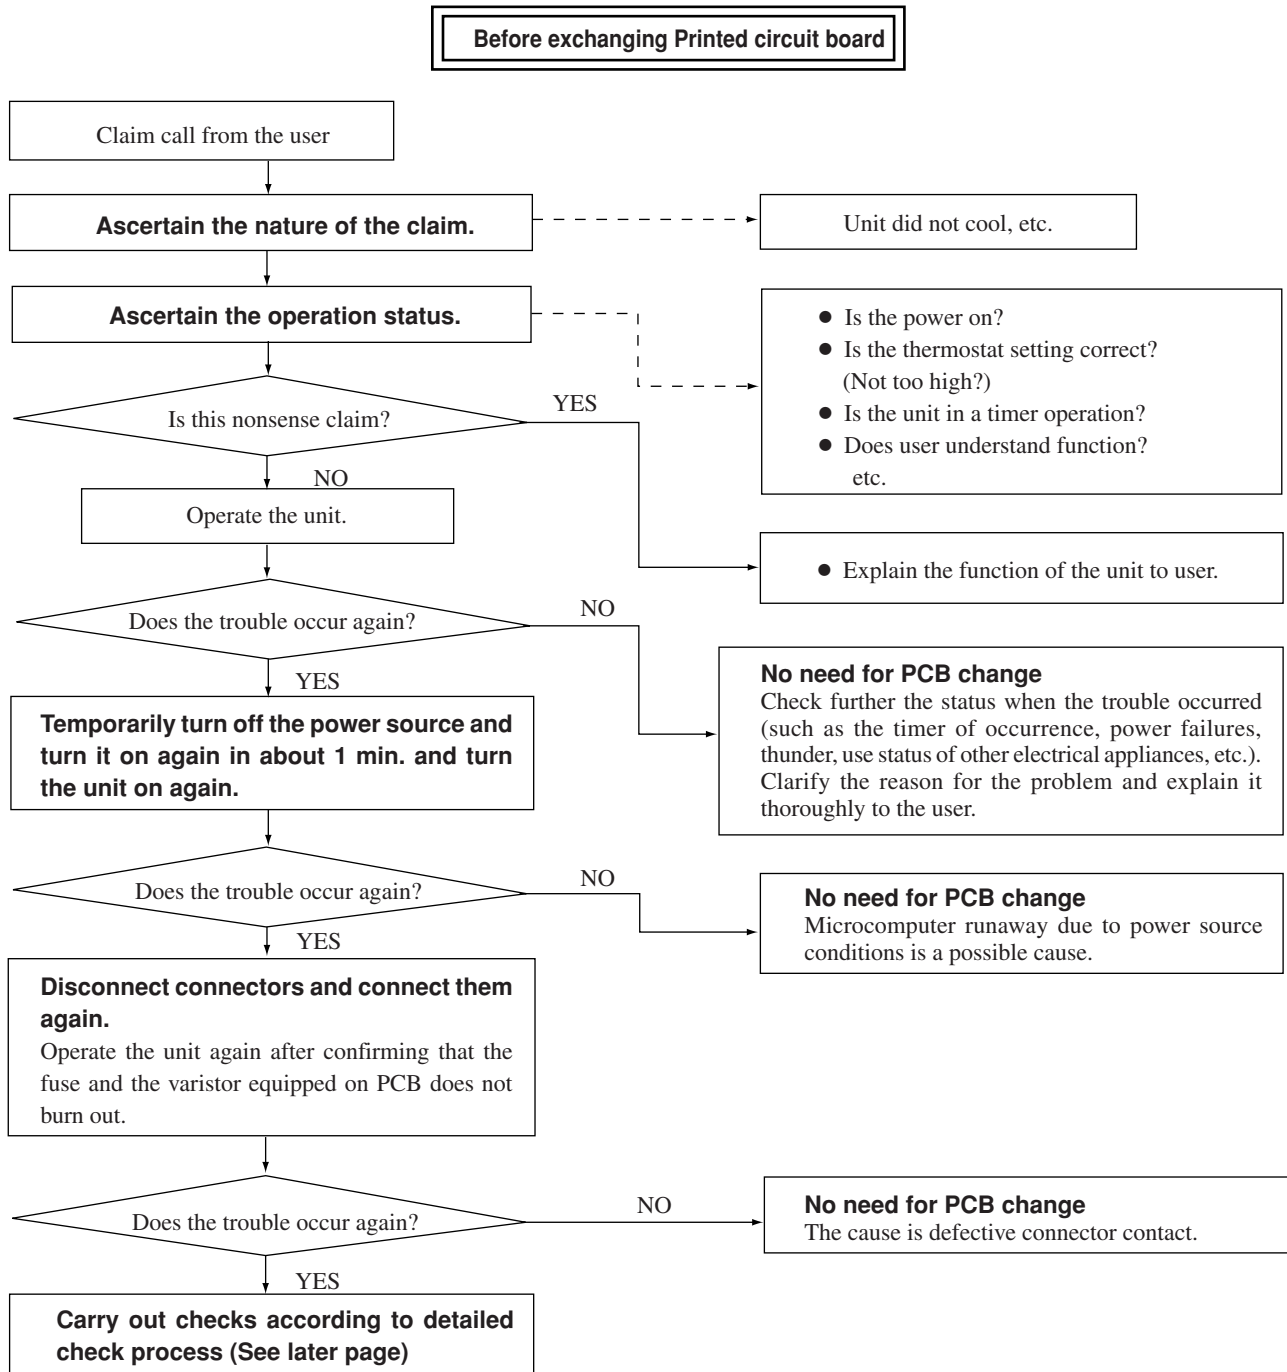 Before exchanging Printed circuit board
Claim call from the user
Ascertain the nature of the claim.
Unit did not cool, etc.
Ascertain the operation status.
● Is the power on?
● Is the thermostat setting correct?
(Not too high?)
● Is the unit in a timer operation?
● Does user understand function?
etc.
Is this nonsense claim?
YES
NO
Operate the unit.
● Explain the function of the unit to user.
Does the trouble occur again?
NO
YES
No need for PCB change
Check further the status when the trouble occurred
(such as the timer of occurrence, power failures,
thunder, use status of other electrical appliances, etc.).
Clarify the reason for the problem and explain it
thoroughly to the user.
Temporarily turn off the power source and
turn it on again in about 1 min. and turn
the unit on again.
Does the trouble occur again?
NO
YES
No need for PCB change
Microcomputer runaway due to power source
conditions is a possible cause.
Disconnect connectors and connect them
again.
Operate the unit again after confirming that the
fuse and the varistor equipped on PCB does not
burn out.
Does the trouble occur again?
NO
YES
No need for PCB change
The cause is defective connector contact.
Carry out checks according to detailed
check process (See later page)